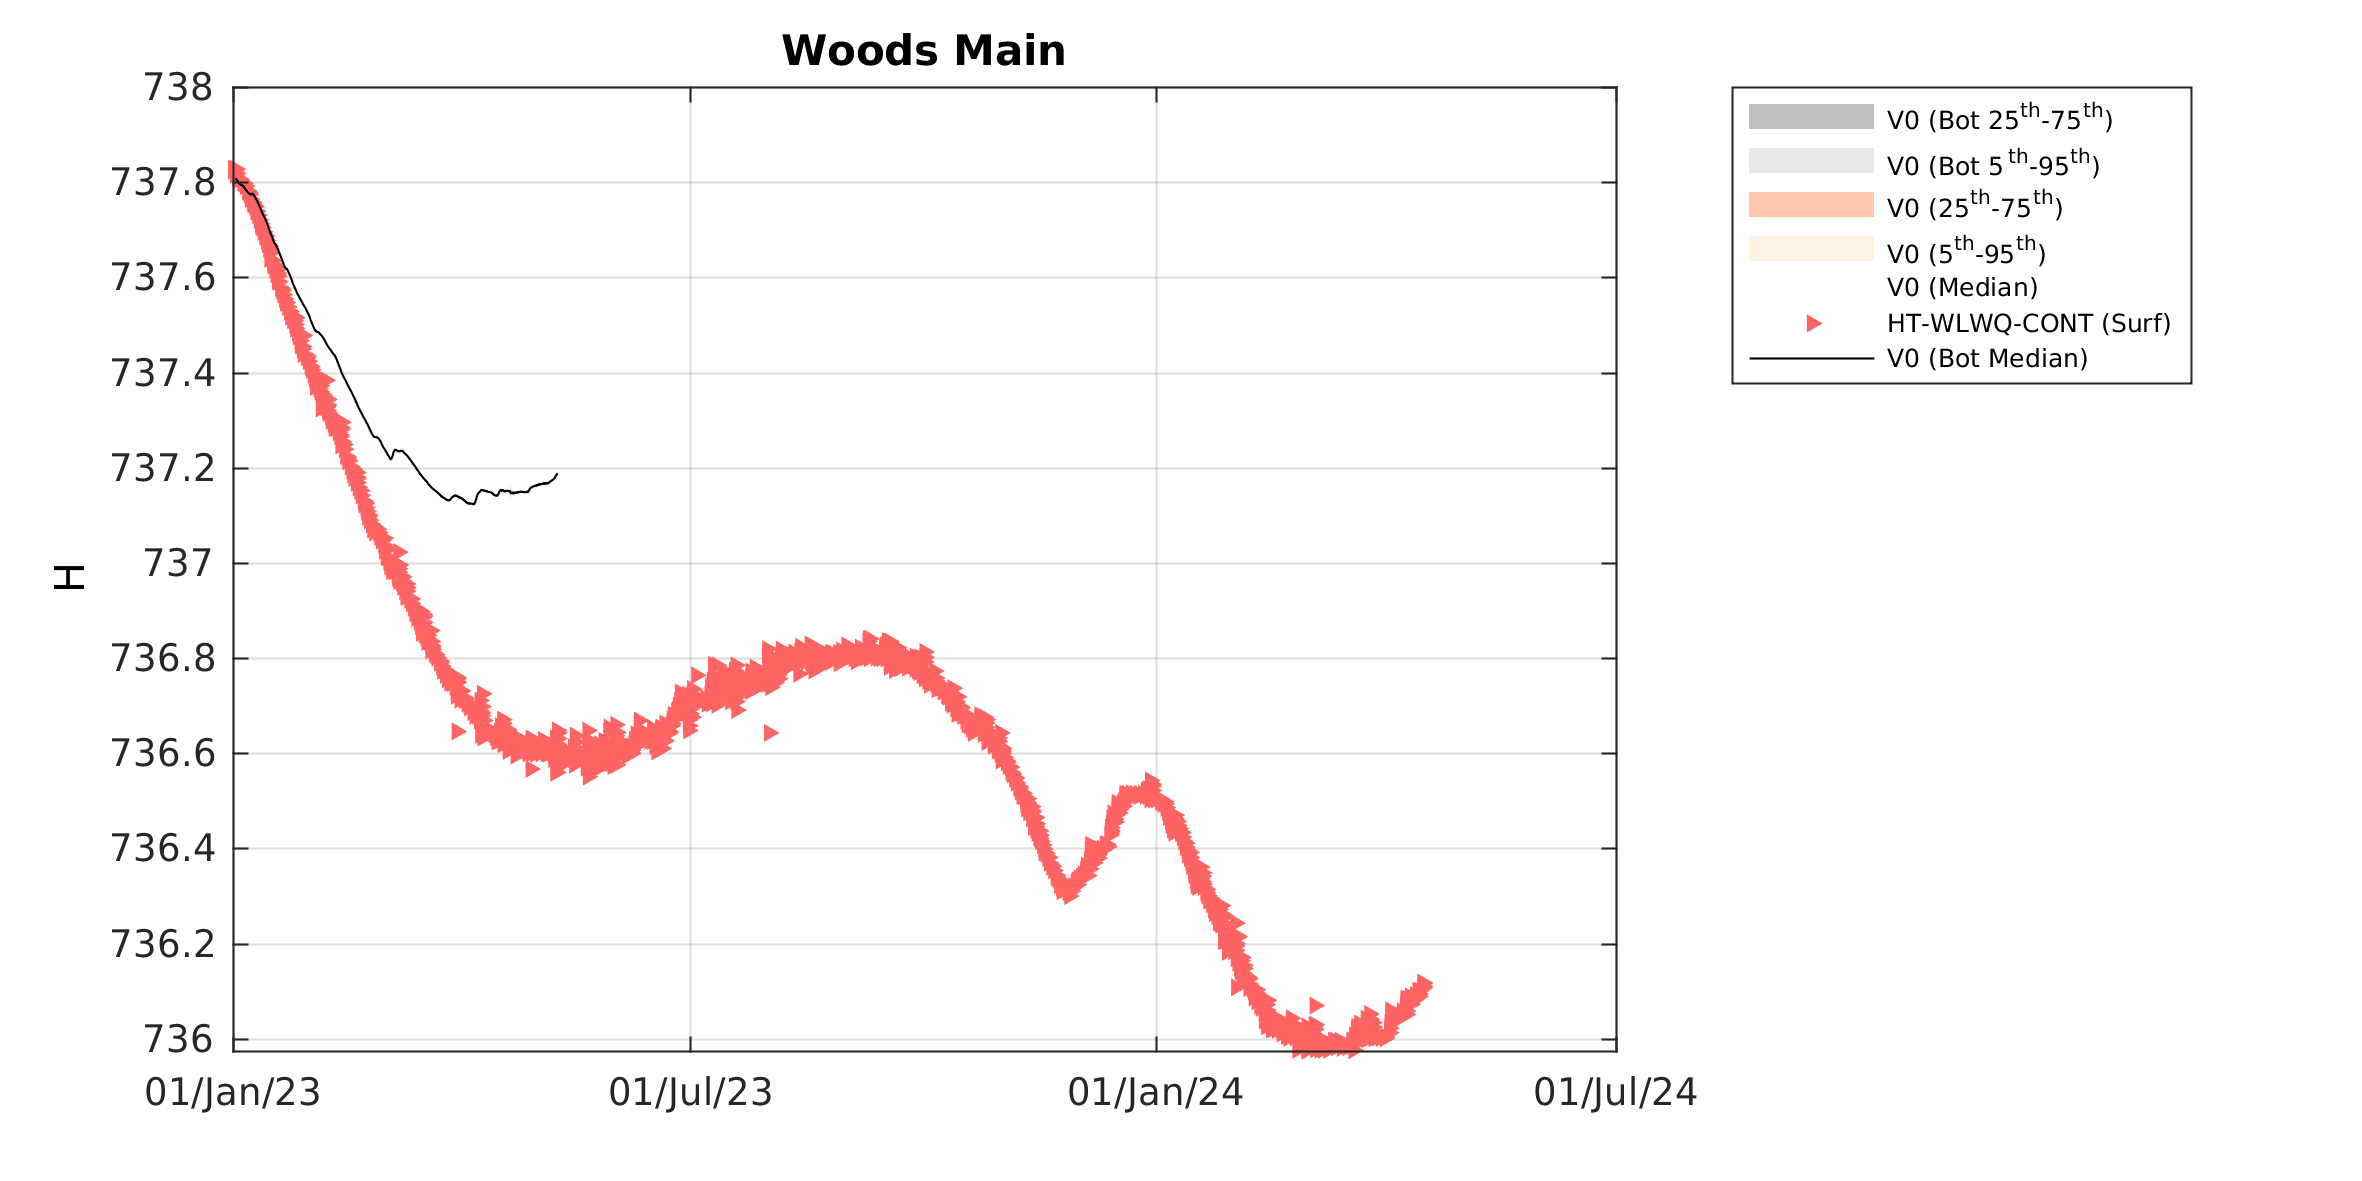 Woods Main
738
737.8
737.6
737.4
737.2
737
736.8
736.6
736.4
736.2
736
H
01/Jan/23
01/Jul/23
01/Jan/24
01/Jul/24
V0 (Bot 25th-75th)
V0 (Bot 5th-95th)
V0 (25th-75th)
V0 (5th-95th)
V0 (Median)
HT-WLWQ-CONT (Surf)
V0 (Bot Median)